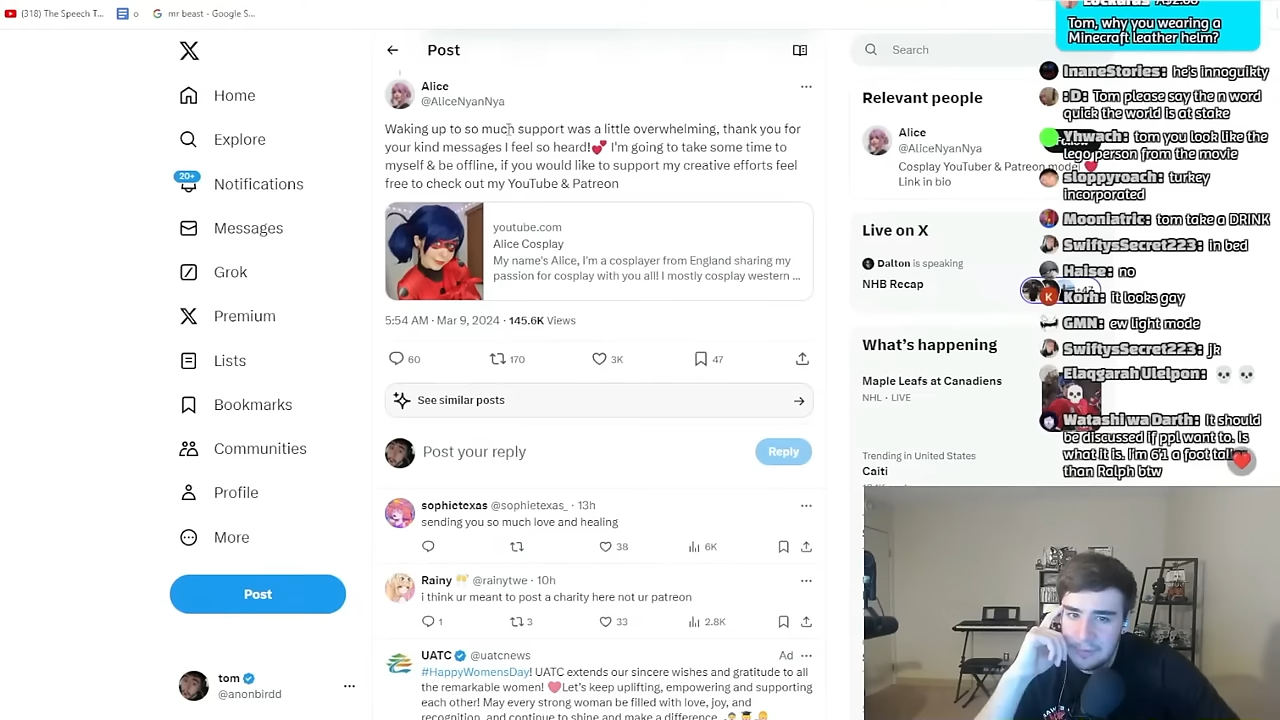 (318) The Speech T...
o
mr beast - Google S...
Home
Explore
20+
Notifications
Messages
Grok
Premium
Lists
Bookmarks
Communities
Profile
More
Post
tom
@anonbirdd
Post
Alice
@AliceNyanNya
Waking up to so much support was a little overwhelming, thank you for
your kind messages I feel so heard!💕 I'm going to take some time to
myself & be offline, if you would like to support my creative efforts feel
free to check out my YouTube & Patreon
youtube.com
Alice Cosplay
My name's Alice, I'm a cosplayer from England sharing my
passion for cosplay with you all! I mostly cosplay western ...
5:54 AM · Mar 9, 2024 · 145.6K Views
60
170
3K
47
See similar posts
Post your reply
Reply
sophietexas @sophietexas_ · 13h
sending you so much love and healing
38
6K
Rainy @rainytwe · 10h
i think ur meant to post a charity here not ur patreon
1
3
33
2.8K
UATC @uatcnews
Ad
#HappyWomensDay! UATC extends our sincere wishes and gratitude to all
the remarkable women! ❤️Let's keep uplifting, empowering and supporting
each other! May every strong woman be filled with love, joy, and
recognition, and continue to shine and make a difference.
Search
Relevant people
Alice
@AliceNyanNya
Cosplay YouTuber & Patreon model ❤️
Link in bio
Live on X
Dalton is speaking
NHB Recap
What's happening
Maple Leafs at Canadiens
NHL · LIVE
Trending in United States
Caiti
Tom, why you wearing a
Minecraft leather helm?
InaneStories: he's innoguikty
:D: Tom please say the n word
quick the world is at stake
Yhwach: tom you look like the
lego person from the movie
sloppyroach: turkey
incorporated
Mooniatric: tom take a DRINK
SwiftysSecret223: in bed
Haise: no
K
Korh: it looks gay
GMN: ew light mode
SwiftysSecret223: jk
ElaqgarahUleipon: 💀 💀
Watashi wa Darth: It should
be discussed if ppl want to. Is
what it is. I'm 6'1 a foot taller
than Ralph btw